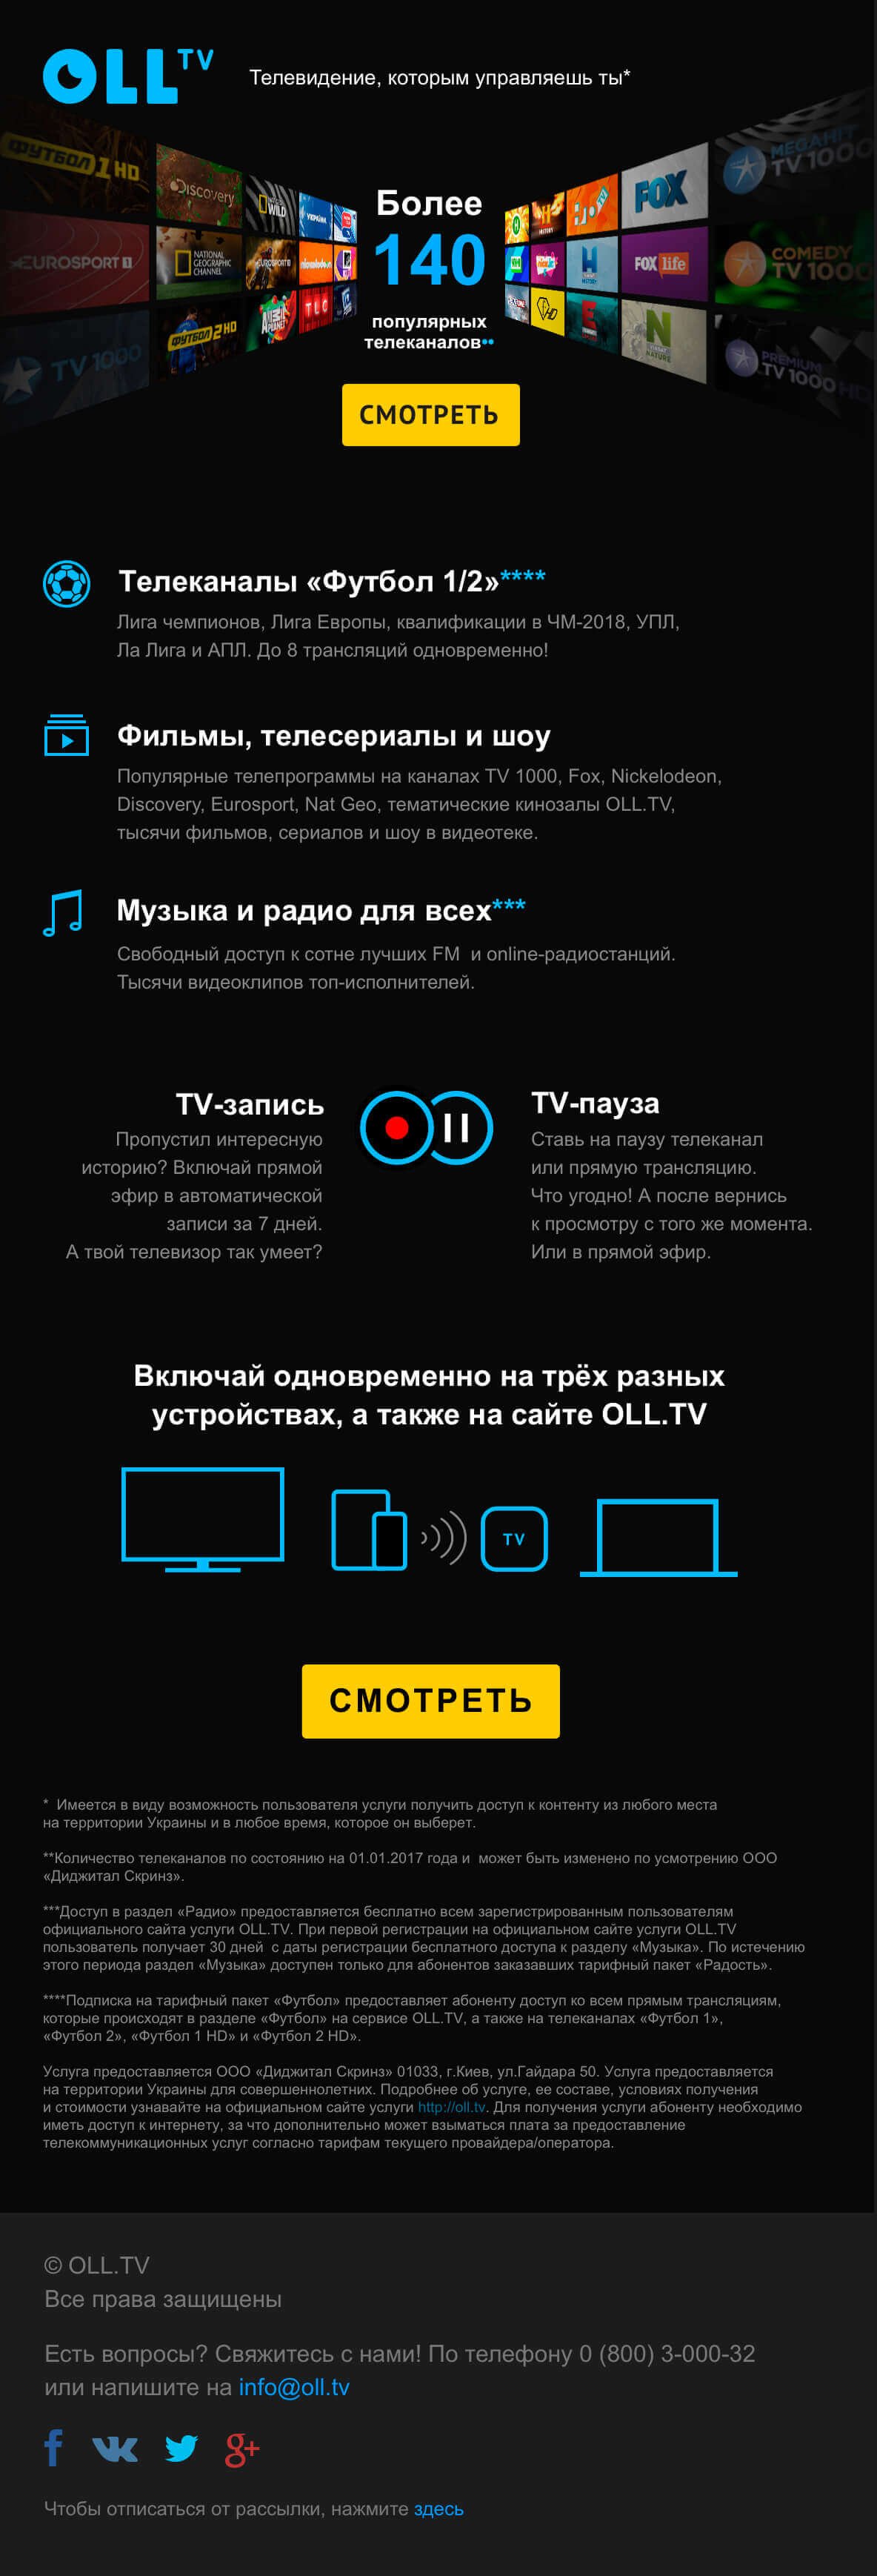 OLL TV
Телевидение, которым управляешь ты*
ФУТБОЛ 1 HD
Discovery
WILD
УКРАЇНА
EUROSPORT 1
NATIONAL GEOGRAPHIC CHANNEL
EUROSPORT
nickelodeon
TV 1000
ФУТБОЛ 2 HD
ANIMAL PLANET
TLC
Более
140
популярных
телеканалов**
H
FOX
MEGAHIT
TV 1000
HISTORY
FOX life
COMEDY
TV 1000
E
N
NATURE
PREMIUM
TV 1000 HD
СМОТРЕТЬ
Телеканалы «Футбол 1/2»****
Лига чемпионов, Лига Европы, квалификации в ЧМ-2018, УПЛ,
Ла Лига и АПЛ. До 8 трансляций одновременно!
Фильмы, телесериалы и шоу
Популярные телепрограммы на каналах TV 1000, Fox, Nickelodeon,
Discovery, Eurosport, Nat Geo, тематические кинозалы OLL.TV,
тысячи фильмов, сериалов и шоу в видеотеке.
Музыка и радио для всех***
Свободный доступ к сотне лучших FM  и online-радиостанций.
Тысячи видеоклипов топ-исполнителей.
TV-запись
Пропустил интересную
историю? Включай прямой
эфир в автоматической
записи за 7 дней.
А твой телевизор так умеет?
TV-пауза
Ставь на паузу телеканал
или прямую трансляцию.
Что угодно! А после вернись
к просмотру с того же момента.
Или в прямой эфир.
Включай одновременно на трёх разных
устройствах, а также на сайте OLL.TV
TV
СМОТРЕТЬ
*  Имеется в виду возможность пользователя услуги получить доступ к контенту из любого места
на территории Украины и в любое время, которое он выберет.
**Количество телеканалов по состоянию на 01.01.2017 года и  может быть изменено по усмотрению ООО
«Диджитал Скринз».
***Доступ в раздел «Радио» предоставляется бесплатно всем зарегистрированным пользователям
официального сайта услуги OLL.TV. При первой регистрации на официальном сайте услуги OLL.TV
пользователь получает 30 дней  с даты регистрации бесплатного доступа к разделу «Музыка». По истечению
этого периода раздел «Музыка» доступен только для абонентов заказавших тарифный пакет «Радость».
****Подписка на тарифный пакет «Футбол» предоставляет абоненту доступ ко всем прямым трансляциям,
которые происходят в разделе «Футбол» на сервисе OLL.TV, а также на телеканалах «Футбол 1»,
«Футбол 2», «Футбол 1 HD» и «Футбол 2 HD».
Услуга предоставляется ООО «Диджитал Скринз» 01033, г.Киев, ул.Гайдара 50. Услуга предоставляется
на территории Украины для совершеннолетних. Подробнее об услуге, ее составе, условиях получения
и стоимости узнавайте на официальном сайте услуги http://oll.tv. Для получения услуги абоненту необходимо
иметь доступ к интернету, за что дополнительно может взыматься плата за предоставление
телекоммуникационных услуг согласно тарифам текущего провайдера/оператора.
© OLL.TV
Все права защищены
Есть вопросы? Свяжитесь с нами! По телефону 0 (800) 3-000-32
или напишите на info@oll.tv
Чтобы отписаться от рассылки, нажмите здесь